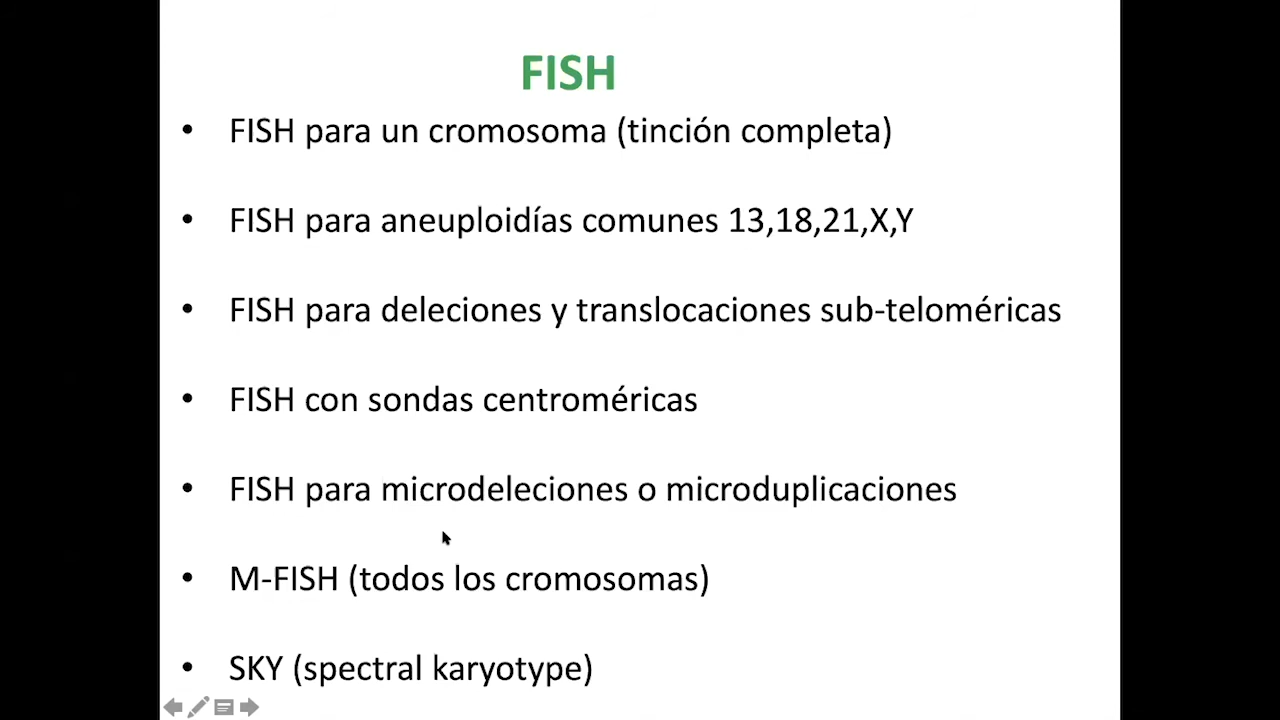 FISH
• FISH para un cromosoma (tinción completa)
• FISH para aneuploidías comunes 13,18,21,X,Y
• FISH para deleciones y translocaciones sub-teloméricas
• FISH con sondas centroméricas
• FISH para microdeleciones o microduplicaciones
• M-FISH (todos los cromosomas)
• SKY (spectral karyotype)